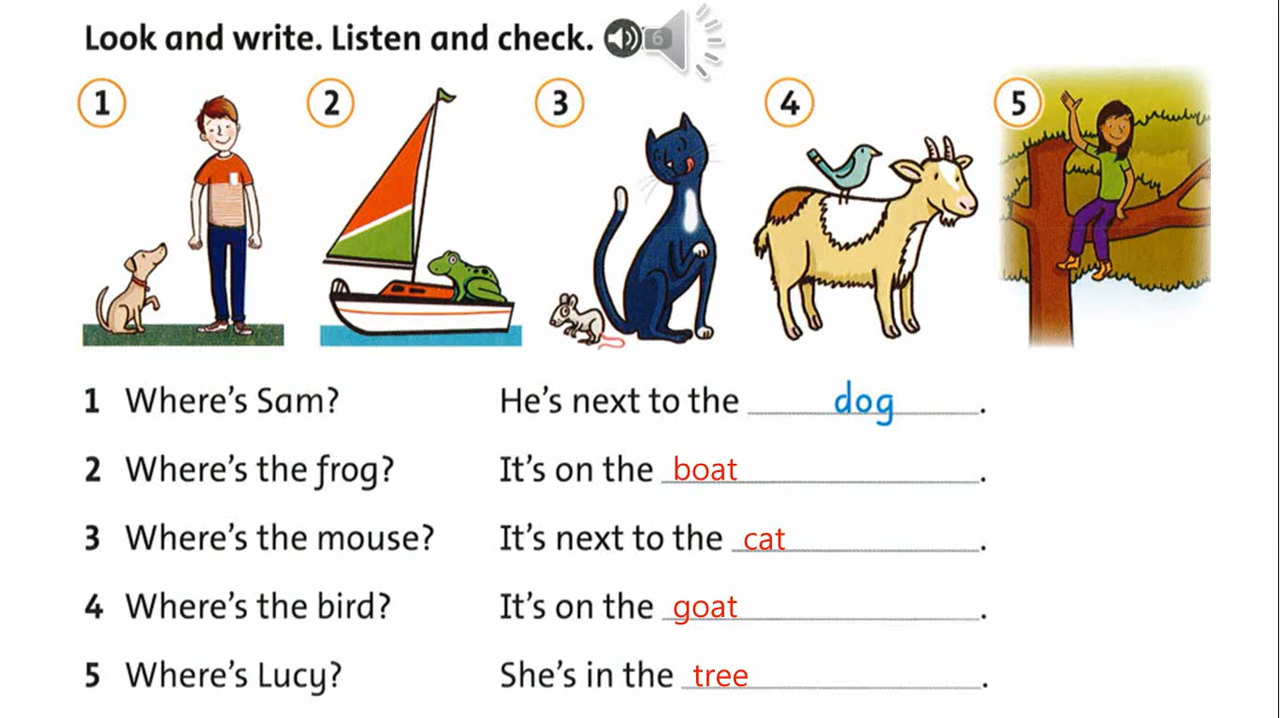 Look and write. Listen and check. 6
1 2 3 4 5
1 Where's Sam? He's next to the dog.
2 Where's the frog? It's on the boat.
3 Where's the mouse? It's next to the cat.
4 Where's the bird? It's on the goat.
5 Where's Lucy? She's in the tree.